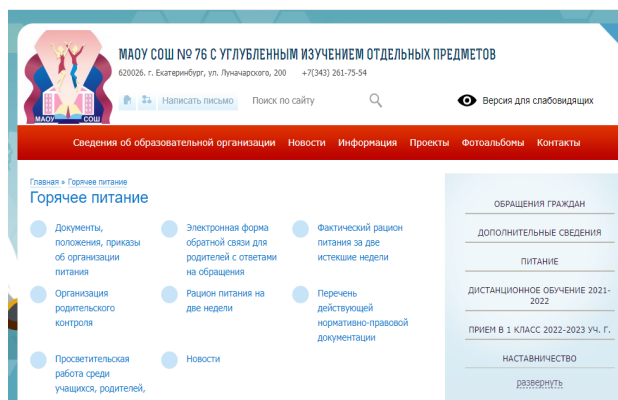 МАОУ СОШ № 76 С УГЛУБЛЕННЫМ ИЗУЧЕНИЕМ ОТДЕЛЬНЫХ ПРЕДМЕТОВ
620026. г. Екатеринбург, ул. Луначарского, 200 +7(343) 261-75-54
МАОУ СОШ
Написать письмо Поиск по сайту Версия для слабовидящих
Сведения об образовательной организации Новости Информация Проекты Фотоальбомы Контакты
Главная » Горячее питание
Горячее питание
Документы,
положения, приказы
об организации
питания
Электронная форма
обратной связи для
родителей с ответами
на обращения
Фактический рацион
питания за две
истекшие недели
Организация
родительского
контроля
Рацион питания на
две недели
Перечень
действующей
нормативно-правовой
документации
Просветительская
работа среди
учащихся, родителей,
Новости
ОБРАЩЕНИЯ ГРАЖДАН
ДОПОЛНИТЕЛЬНЫЕ СВЕДЕНИЯ
ПИТАНИЕ
ДИСТАНЦИОННОЕ ОБУЧЕНИЕ 2021-
2022
ПРИЕМ В 1 КЛАСС 2022-2023 УЧ. Г.
НАСТАВНИЧЕСТВО
развернуть